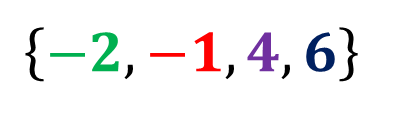 {−2, −1, 4, 6}